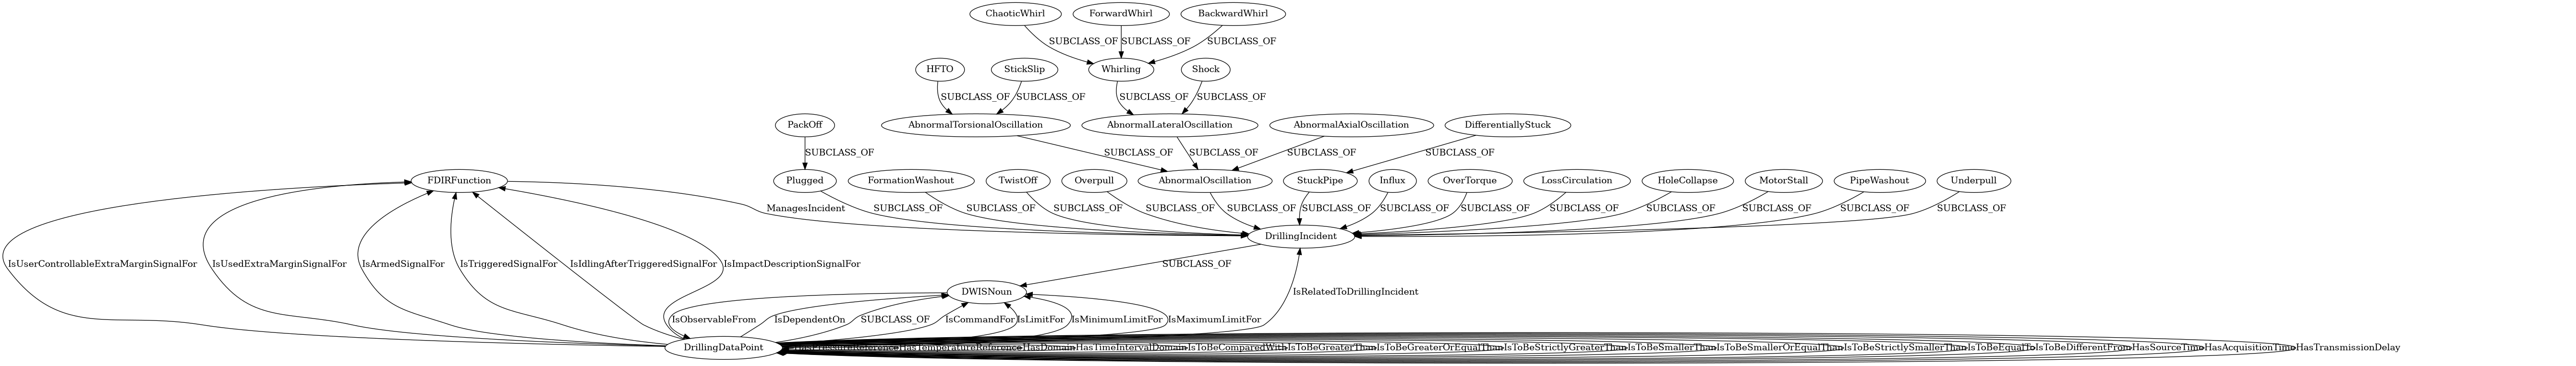 ChaoticWhirl
ForwardWhirl
BackwardWhirl
SUBCLASS_OF
SUBCLASS_OF
SUBCLASS_OF
HFTO
StickSlip
Whirling
Shock
SUBCLASS_OF
SUBCLASS_OF
SUBCLASS_OF
SUBCLASS_OF
PackOff
AbnormalTorsionalOscillation
AbnormalLateralOscillation
AbnormalAxialOscillation
DifferentiallyStuck
SUBCLASS_OF
SUBCLASS_OF
SUBCLASS_OF
SUBCLASS_OF
SUBCLASS_OF
FDIRFunction
Plugged
FormationWashout
TwistOff
Overpull
AbnormalOscillation
StuckPipe
Influx
OverTorque
LossCirculation
HoleCollapse
MotorStall
PipeWashout
Underpull
ManagesIncident
SUBCLASS_OF
SUBCLASS_OF
SUBCLASS_OF
SUBCLASS_OF
SUBCLASS_OF
SUBCLASS_OF
SUBCLASS_OF
SUBCLASS_OF
SUBCLASS_OF
SUBCLASS_OF
SUBCLASS_OF
SUBCLASS_OF
SUBCLASS_OF
DrillingIncident
IsUserControllableExtraMarginSignalFor
IsUsedExtraMarginSignalFor
IsArmedSignalFor
IsTriggeredSignalFor
IsIdlingAfterTriggeredSignalFor
IsImpactDescriptionSignalFor
SUBCLASS_OF
DWISNoun
IsRelatedToDrillingIncident
IsObservableFrom
IsDependentOn
SUBCLASS_OF
IsCommandFor
IsLimitFor
IsMinimumLimitFor
IsMaximumLimitFor
DrillingDataPoint
HasPressureReference
HasTemperatureReference
HasDomain
HasTimeIntervalDomain
IsToBeComparedWith
IsToBeGreaterThan
IsToBeGreaterOrEqualThan
IsToBeStrictlyGreaterThan
IsToBeSmallerThan
IsToBeSmallerOrEqualThan
IsToBeStrictlySmallerThan
IsToBeEqualTo
IsToBeDifferentFrom
HasSourceTime
HasAcquisitionTime
HasTransmissionDelay